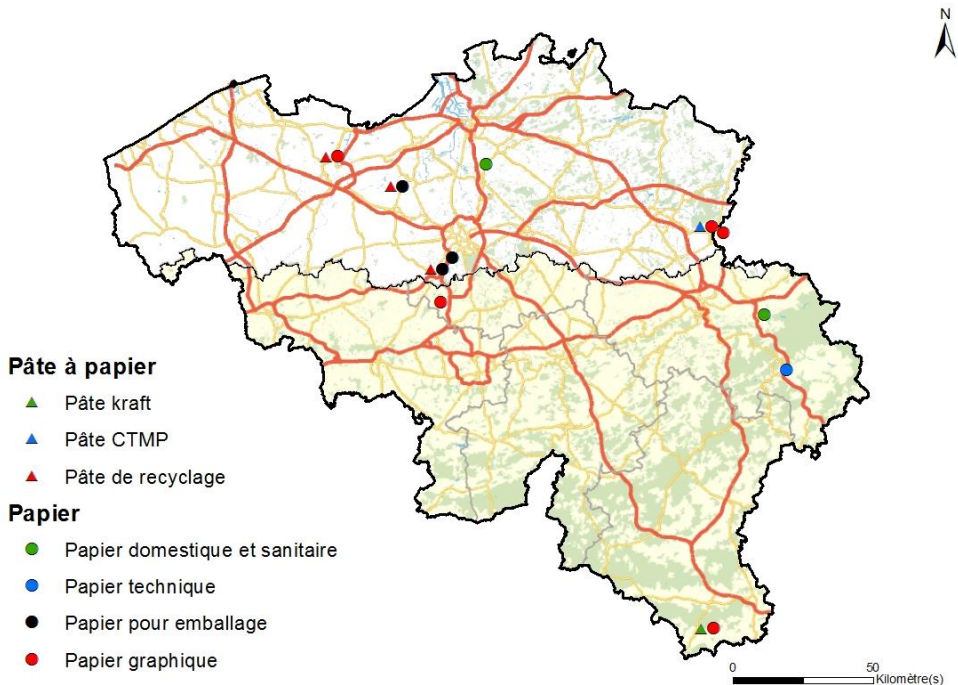 N
Pâte à papier
Pâte kraft
Pâte CTMP
Pâte de recyclage
Papier
Papier domestique et sanitaire
Papier technique
Papier pour emballage
Papier graphique
0 50
Kilomètre(s)